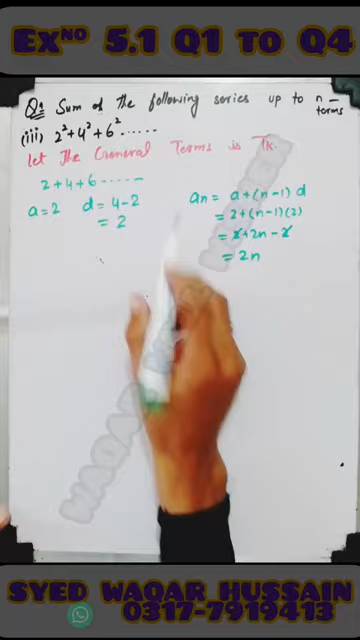 Ex No 5.1 Q1 TO Q4
Q1 Sum of the following series up to n-terms
(iii) 2²+4²+6²......
Let The General Terms is Tk.
2+4+6......
a=2 d=4-2
= 2
an = a+(n-1) d
= 2+(n-1)(2)
= 2+2n-2
= 2n
SYED WAQAR HUSSAIN
0317-7919413